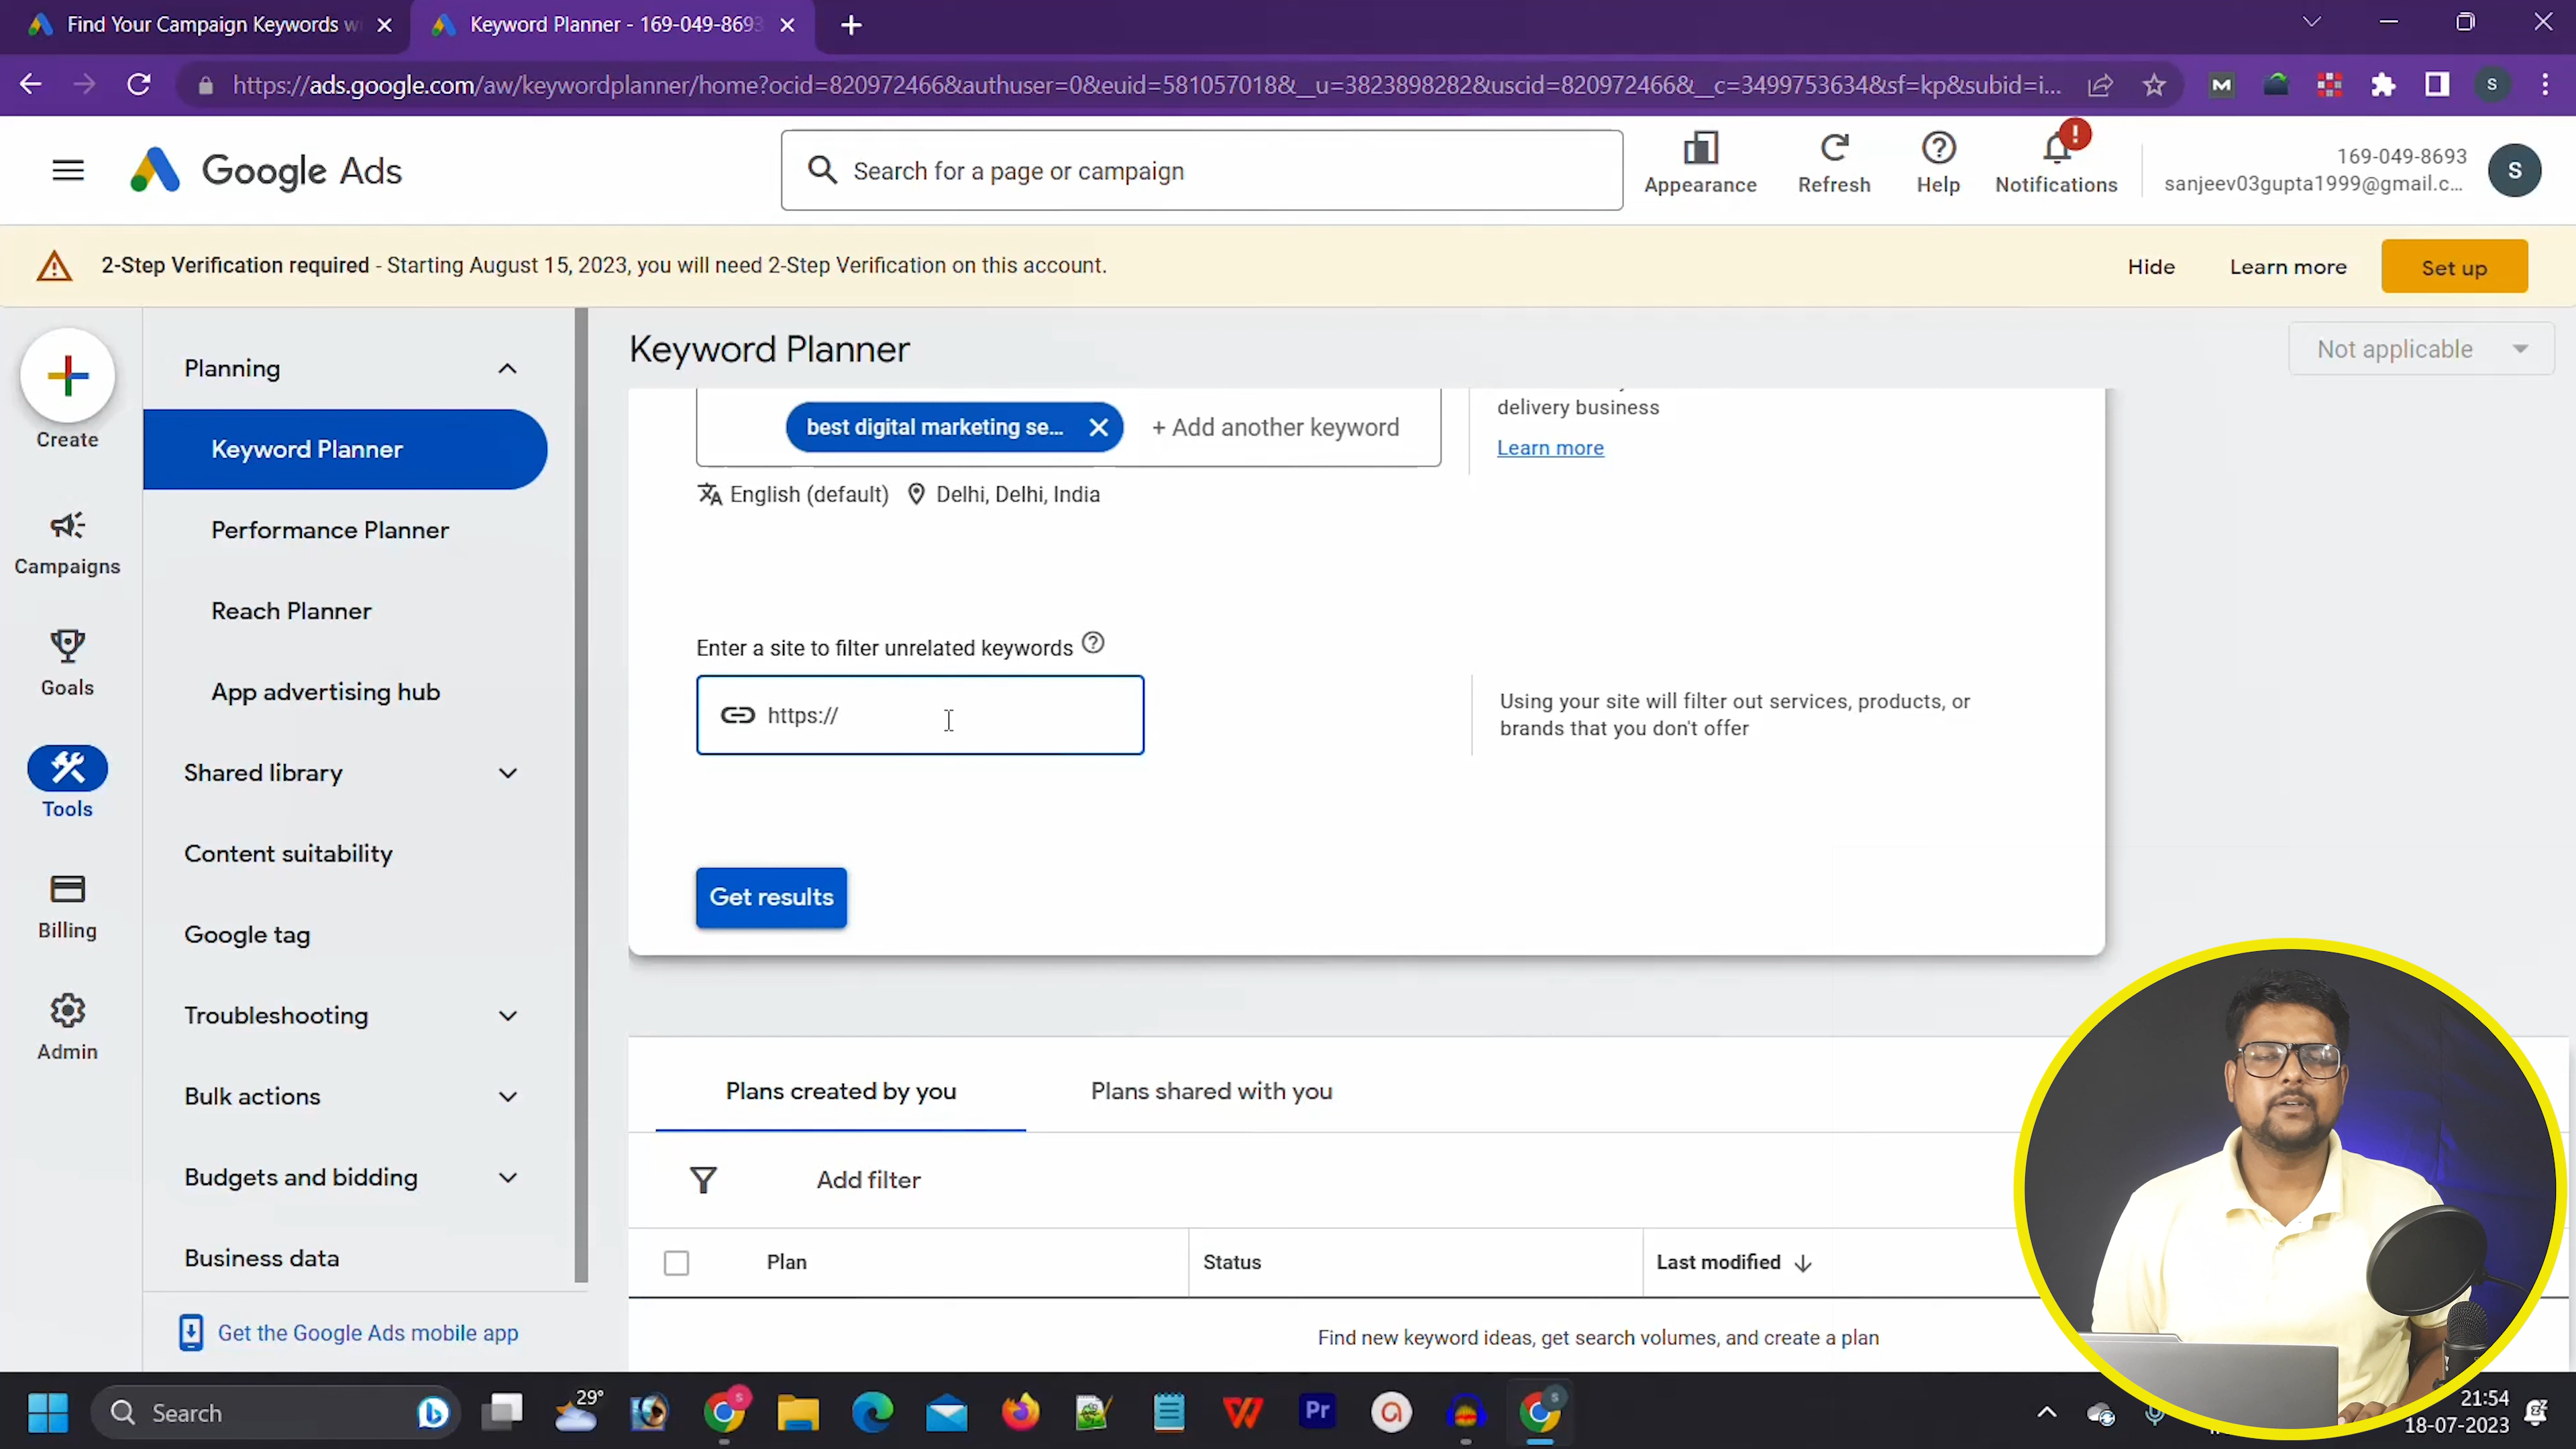 Find Your Campaign Keywords w
Keyword Planner - 169-049-8693
https://ads.google.com/aw/keywordplanner/home?ocid=820972466&authuser=0&euid=581057018&__u=3823898282&uscid=820972466&__c=3499753634&sf=kp&subid=i...
S
Google Ads
Search for a page or campaign
Appearance
Refresh
Help
Notifications
169-049-8693
sanjeev03gupta1999@gmail.c...
S
2-Step Verification required - Starting August 15, 2023, you will need 2-Step Verification on this account.
Hide
Learn more
Set up
Create
Campaigns
Goals
Tools
Billing
Admin
Planning
Keyword Planner
Performance Planner
Reach Planner
App advertising hub
Shared library
Content suitability
Google tag
Troubleshooting
Bulk actions
Budgets and bidding
Business data
Get the Google Ads mobile app
Keyword Planner
Not applicable
best digital marketing se...
+ Add another keyword
delivery business
Learn more
English (default)
Delhi, Delhi, India
Enter a site to filter unrelated keywords
https://
Using your site will filter out services, products, or
brands that you don't offer
Get results
Plans created by you
Plans shared with you
Add filter
Plan
Status
Last modified
Find new keyword ideas, get search volumes, and create a plan
Search
29°
Pr
21:54
18-07-2023